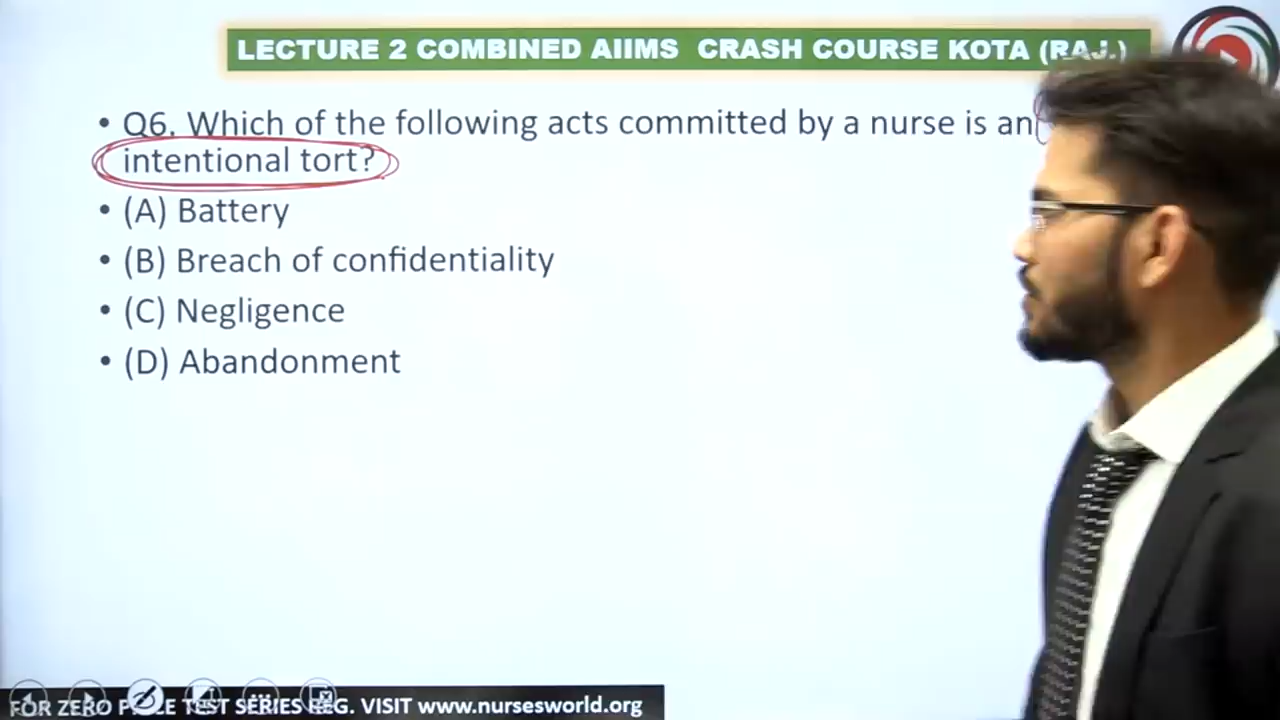 LECTURE 2 COMBINED AIIMS CRASH COURSE KOTA (RAJ.)
• Q6. Which of the following acts committed by a nurse is an
intentional tort?
• (A) Battery
• (B) Breach of confidentiality
• (C) Negligence
• (D) Abandonment
FOR ZERO TEST SERIES REG. VISIT www.nursesworld.org